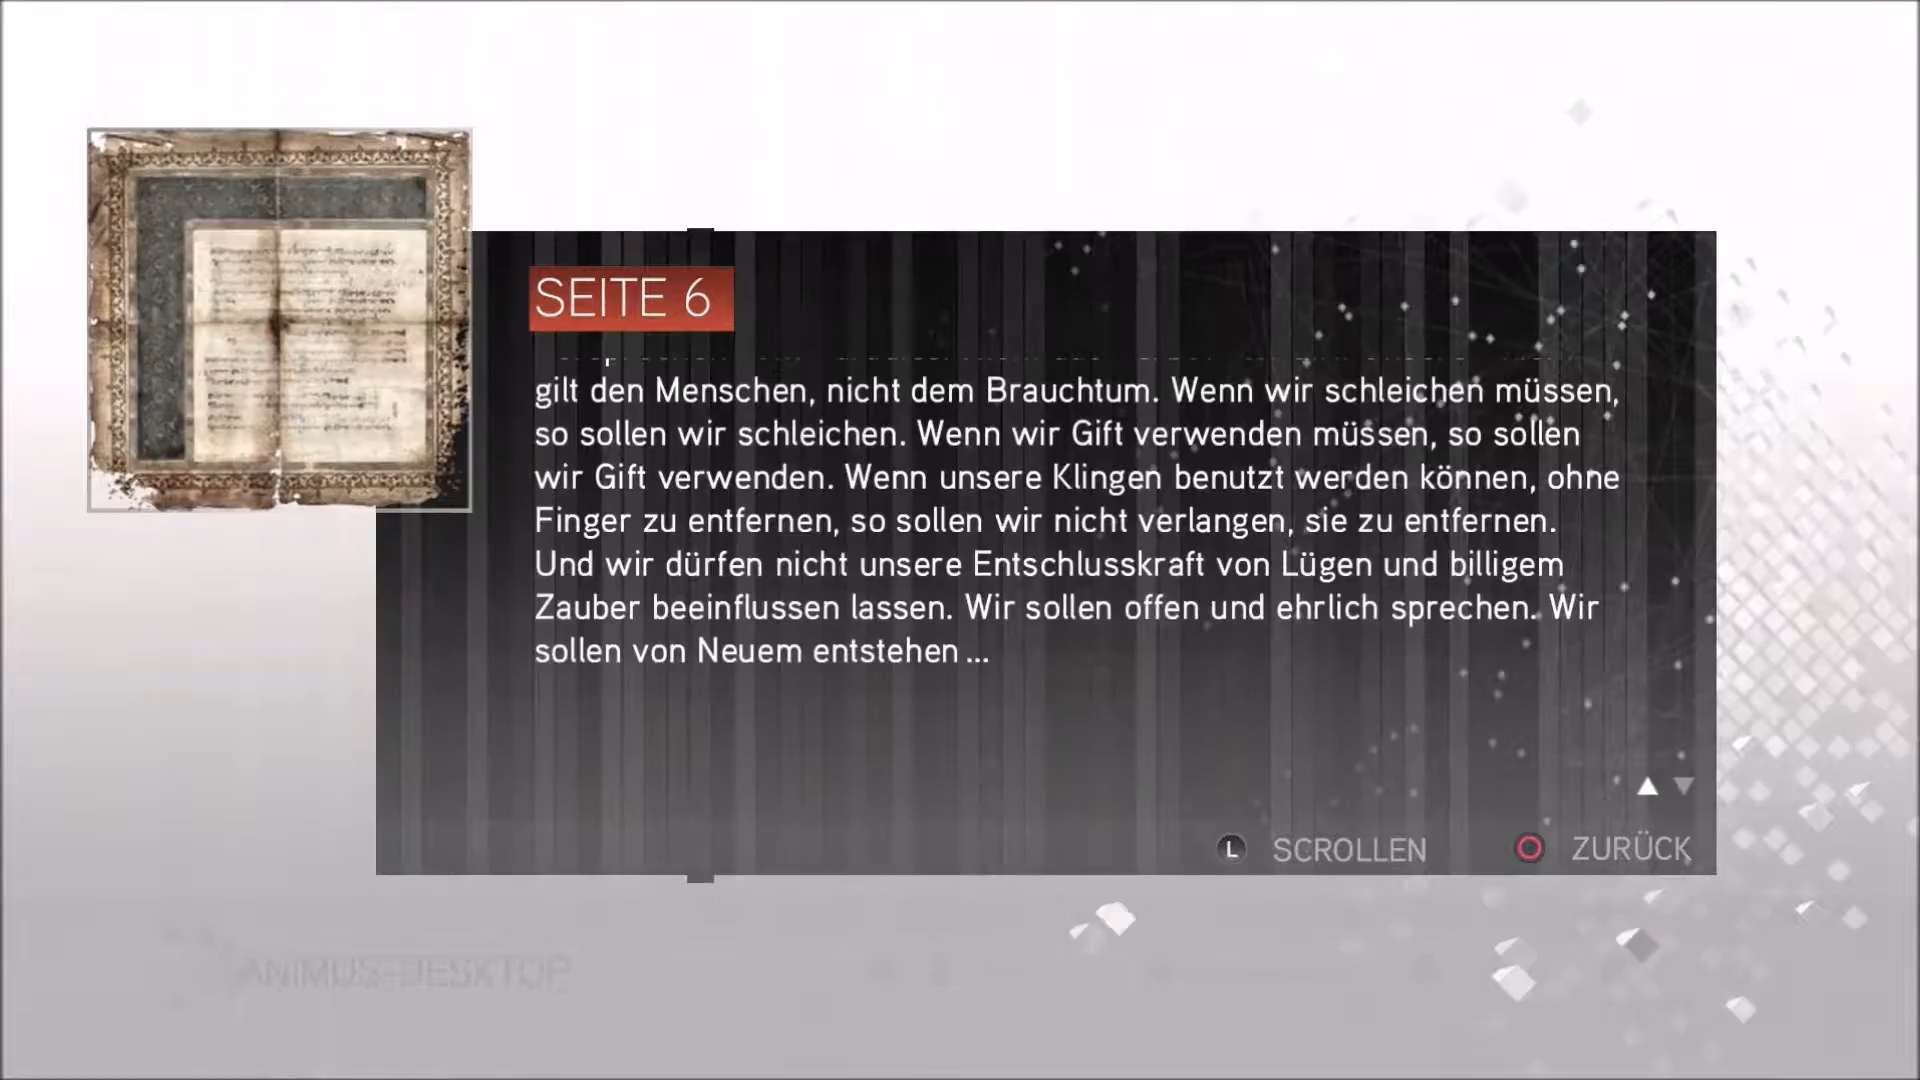 SEITE 6
gilt den Menschen, nicht dem Brauchtum. Wenn wir schleichen müssen,
so sollen wir schleichen. Wenn wir Gift verwenden müssen, so sollen
wir Gift verwenden. Wenn unsere Klingen benutzt werden können, ohne
Finger zu entfernen, so sollen wir nicht verlangen, sie zu entfernen.
Und wir dürfen nicht unsere Entschlusskraft von Lügen und billigem
Zauber beeinflussen lassen. Wir sollen offen und ehrlich sprechen. Wir
sollen von Neuem entstehen ...
L SCROLLEN ZURÜCK
ANIMUS-DESKTOP